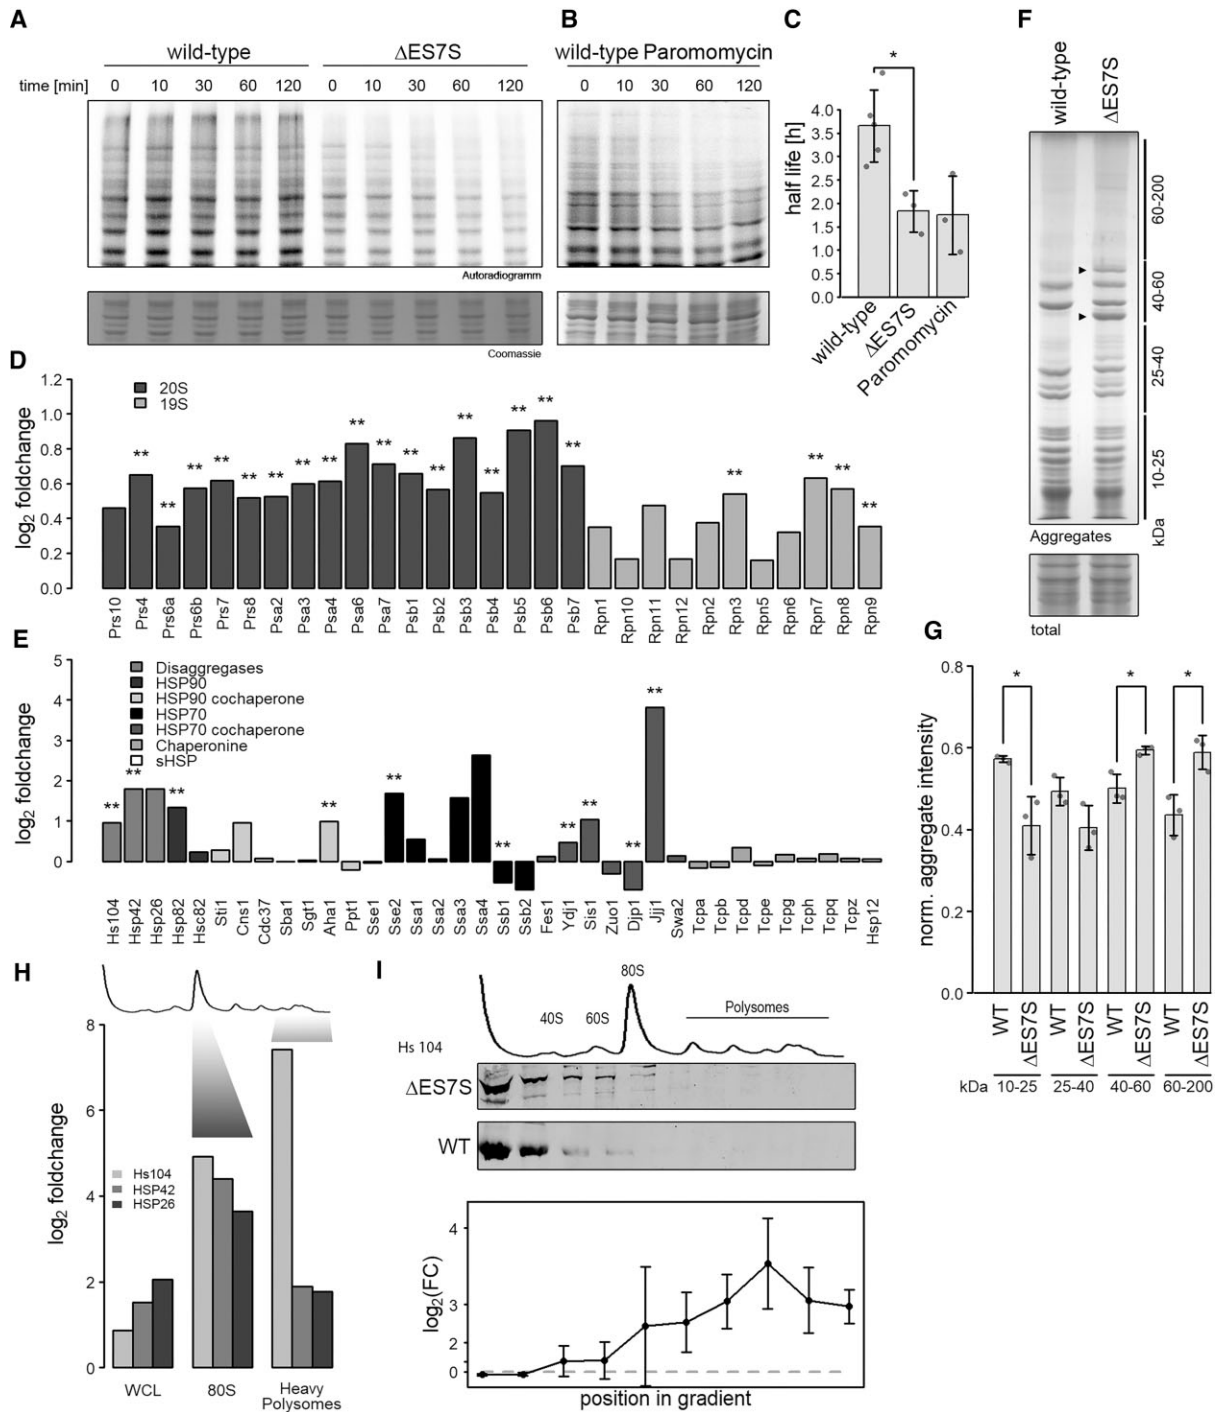 A
wild-type ΔES7S
time [min] 0 10 30 60 120 0 10 30 60 120
Autoradiogramm
Coomassie
B
wild-type Paromomycin
0 10 30 60 120
C
*
half life [h]
4.0
3.5
3.0
2.5
2.0
1.5
1.0
0.5
0.0
wild-type ΔES7S Paromomycin
D
20S
19S
log2 foldchange
1.2
1.0
0.8
0.6
0.4
0.2
0.0
** ** ** ** ** ** ** ** ** ** ** ** ** ** ** ** ** ** ** ** **
Prs10 Prs4 Prs6a Prs6b Prs7 Prs8 Psa2 Psa3 Psa4 Psa6 Psa7 Psb1 Psb2 Psb3 Psb4 Psb5 Psb6 Psb7 Rpn1 Rpn10 Rpn11 Rpn12 Rpn2 Rpn3 Rpn5 Rpn6 Rpn7 Rpn8 Rpn9
E
Disaggregases
HSP90
HSP90 cochaperone
HSP70
HSP70 cochaperone
Chaperonine
sHSP
log2 foldchange
5
4
3
2
1
0
** ** ** ** ** ** ** ** ** **
Hs104 Hsp42 Hsp26 Hsp82 Hsc82 Sti1 Cns1 Cdc37 Sba1 Sgt1 Aha1 Ppt1 Sse1 Sse2 Ssa1 Ssa2 Ssa3 Ssa4 Ssb1 Ssb2 Fes1 Ydj1 Sis1 Zuo1 Djp1 Jjj1 Swa2 Tcpa Tcpb Tcpd Tcpe Tcpg Tcph Tcpq Tcpz Hsp12
F
wild-type ΔES7S
60-200
40-60
25-40
10-25
kDa
Aggregates
total
G
norm. aggregate intensity
0.8
0.6
0.4
0.2
0.0
* * *
WT ΔES7S WT ΔES7S WT ΔES7S WT ΔES7S
kDa 10-25 25-40 40-60 60-200
H
log2 foldchange
8
6
4
2
0
Hs104
HSP42
HSP26
WCL 80S Heavy
Polysomes
I
80S
40S 60S Polysomes
Hs 104
ΔES7S
WT
log2(FC)
4
3
2
0
position in gradient